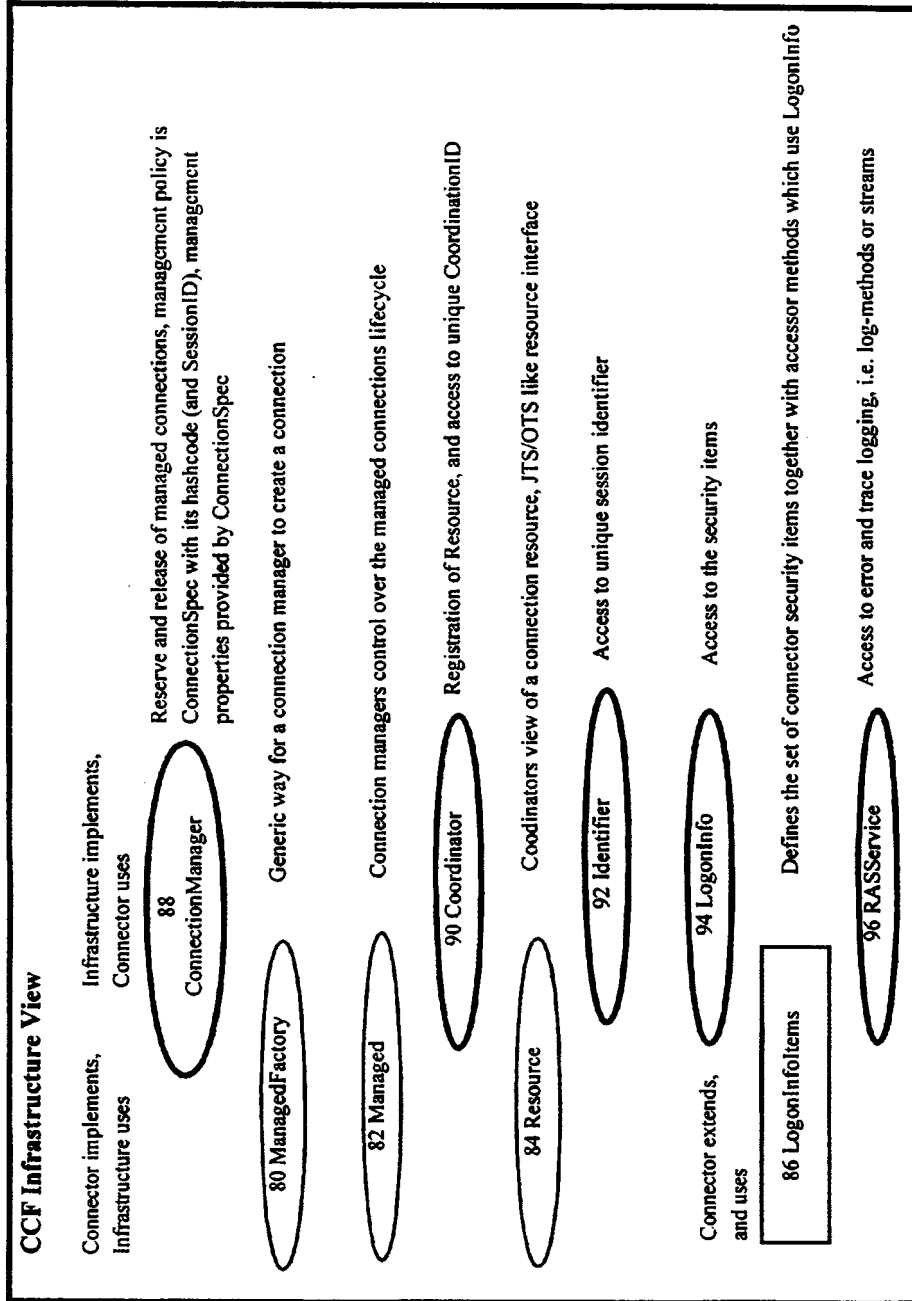 CCF Infrastructure View
Connector implements,
Infrastructure uses
Infrastructure implements,
Connector uses
88
ConnectionManager
Reserve and release of managed connections, management policy is
ConnectionSpec with its hashcode (and SessionID), management
properties provided by ConnectionSpec
80 ManagedFactory
Generic way for a connection manager to create a connection
82 Managed
Connection managers control over the managed connections lifecycle
90 Coordinator
Registration of Resource, and access to unique CoordinationID
84 Resource
Coodinators view of a connection resource, JTS/OTS like resource interface
92 Identifier
Access to unique session identifier
94 LogonInfo
Access to the security items
Connector extends,
and uses
86 LogonInfoItems
Defines the set of connector security items together with accessor methods which use LogonInfo
96 RASService
Access to error and trace logging, i.e. log-methods or streams